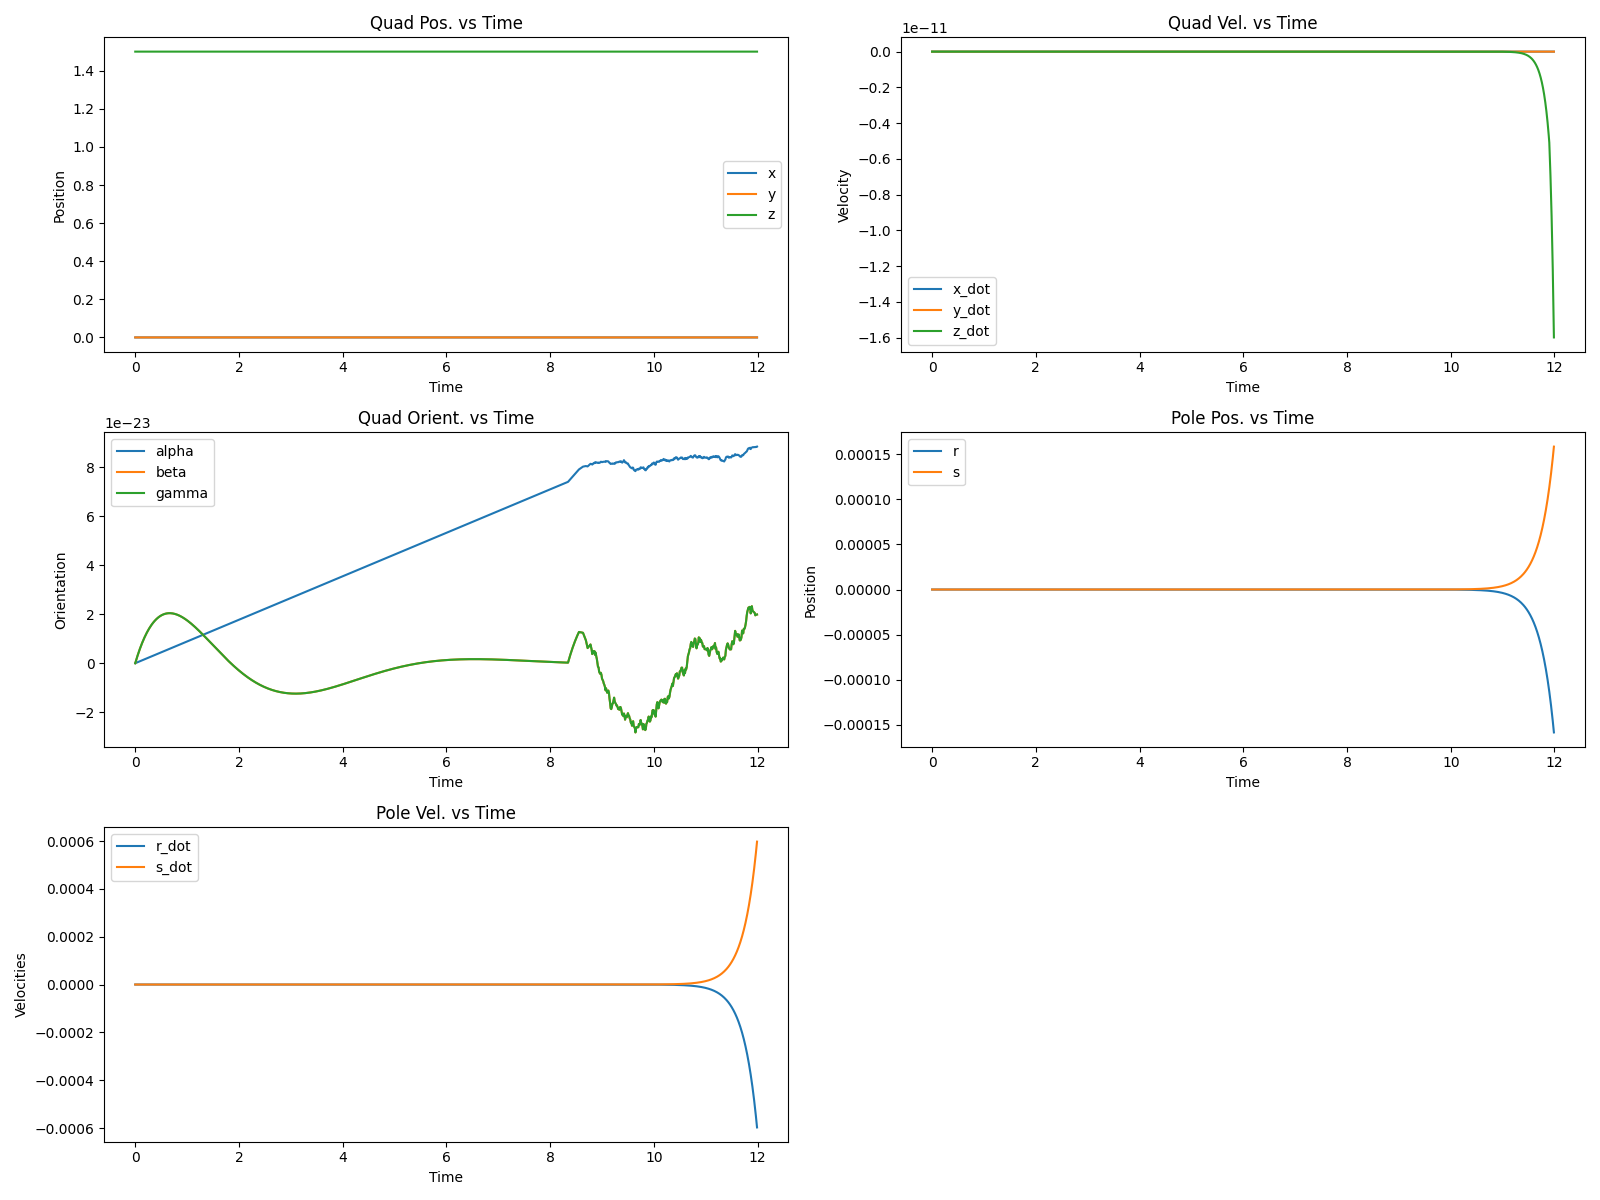 Quad Pos. vs Time
1.4
1.2
1.0
0.8
0.6
0.4
0.2
0.0
Position
x
y
z
0 2 4 6 8 10 12
Time
Quad Vel. vs Time
1e−11
0.0
−0.2
−0.4
−0.6
−0.8
−1.0
−1.2
−1.4
−1.6
Velocity
x_dot
y_dot
z_dot
0 2 4 6 8 10 12
Time
Quad Orient. vs Time
1e−23
8
6
4
2
0
−2
Orientation
alpha
beta
gamma
0 2 4 6 8 10 12
Time
Pole Pos. vs Time
0.00015
0.00010
0.00005
0.00000
−0.00005
−0.00010
−0.00015
Position
r
s
0 2 4 6 8 10 12
Time
Pole Vel. vs Time
0.0006
0.0004
0.0002
0.0000
−0.0002
−0.0004
−0.0006
Velocities
r_dot
s_dot
0 2 4 6 8 10 12
Time